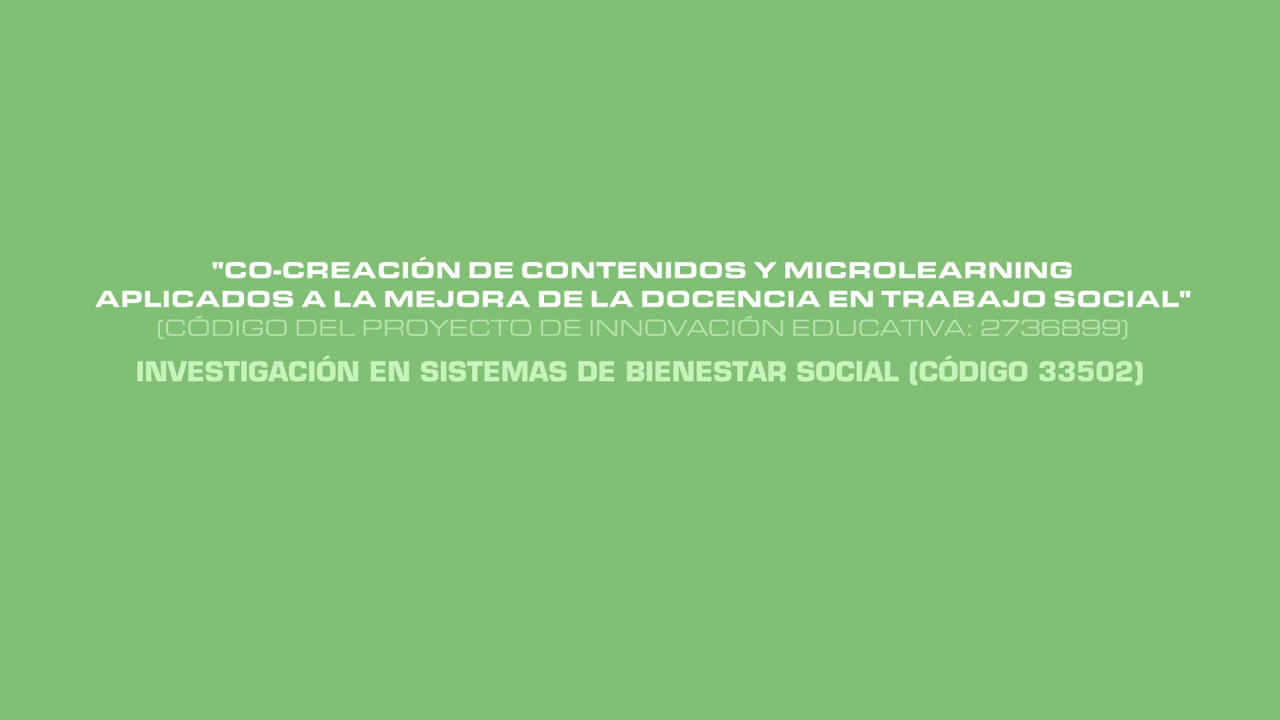 "CO-CREACIÓN DE CONTENIDOS Y MICROLEARNING
APLICADOS A LA MEJORA DE LA DOCENCIA EN TRABAJO SOCIAL"
(CÓDIGO DEL PROYECTO DE INNOVACIÓN EDUCATIVA: 2736899)
INVESTIGACIÓN EN SISTEMAS DE BIENESTAR SOCIAL (CÓDIGO 33502)